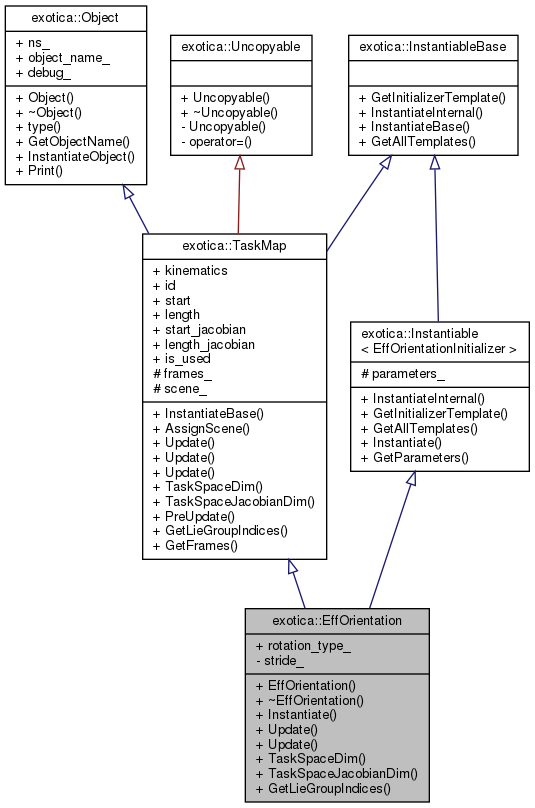 exotica::Object
+ ns_
+ object_name_
+ debug_
+ Object()
+ ~Object()
+ type()
+ GetObjectName()
+ InstantiateObject()
+ Print()
exotica::Uncopyable
+ Uncopyable()
+ ~Uncopyable()
- Uncopyable()
- operator=()
exotica::InstantiableBase
+ GetInitializerTemplate()
+ InstantiateInternal()
+ InstantiateBase()
+ GetAllTemplates()
exotica::TaskMap
+ kinematics
+ id
+ start
+ length
+ start_jacobian
+ length_jacobian
+ is_used
# frames_
# scene_
+ InstantiateBase()
+ AssignScene()
+ Update()
+ Update()
+ Update()
+ TaskSpaceDim()
+ TaskSpaceJacobianDim()
+ PreUpdate()
+ GetLieGroupIndices()
+ GetFrames()
exotica::Instantiable
< EffOrientationInitializer >
# parameters_
+ InstantiateInternal()
+ GetInitializerTemplate()
+ GetAllTemplates()
+ Instantiate()
+ GetParameters()
exotica::EffOrientation
+ rotation_type_
- stride_
+ EffOrientation()
+ ~EffOrientation()
+ Instantiate()
+ Update()
+ Update()
+ TaskSpaceDim()
+ TaskSpaceJacobianDim()
+ GetLieGroupIndices()